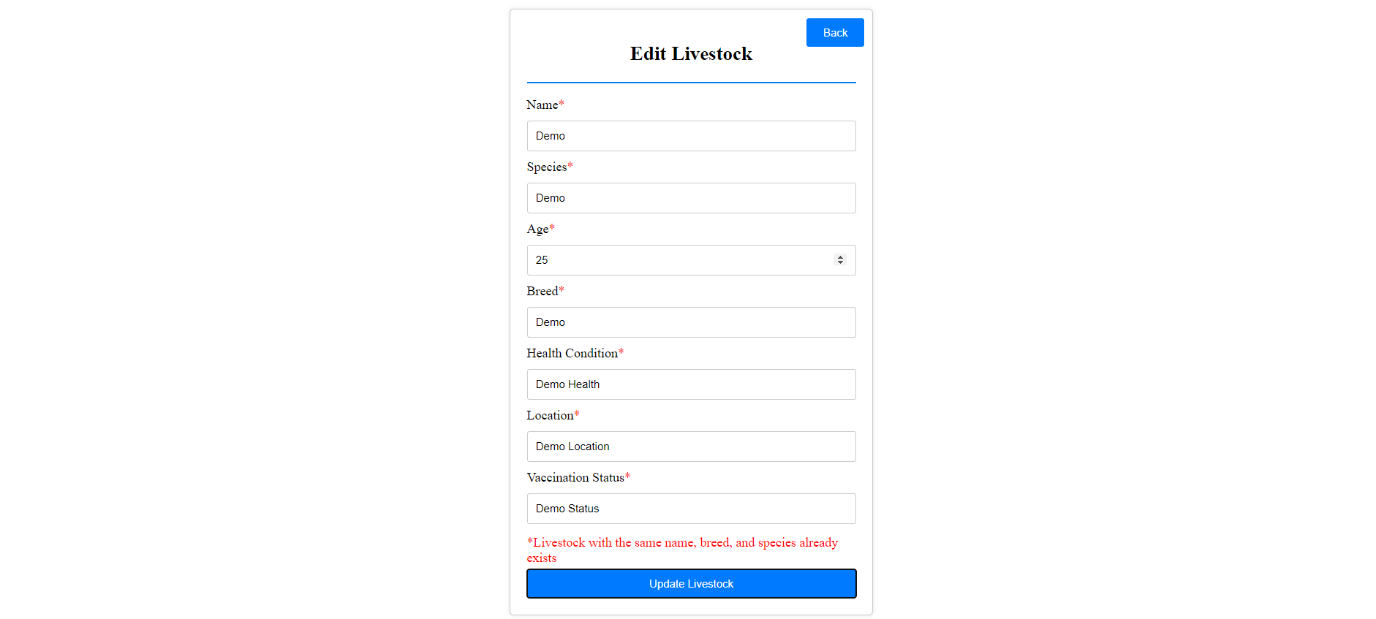 Back
Edit Livestock
Name*
Demo
Species*
Demo
Age*
25
Breed*
Demo
Health Condition*
Demo Health
Location*
Demo Location
Vaccination Status*
Demo Status
*Livestock with the same name, breed, and species already
exists
Update Livestock